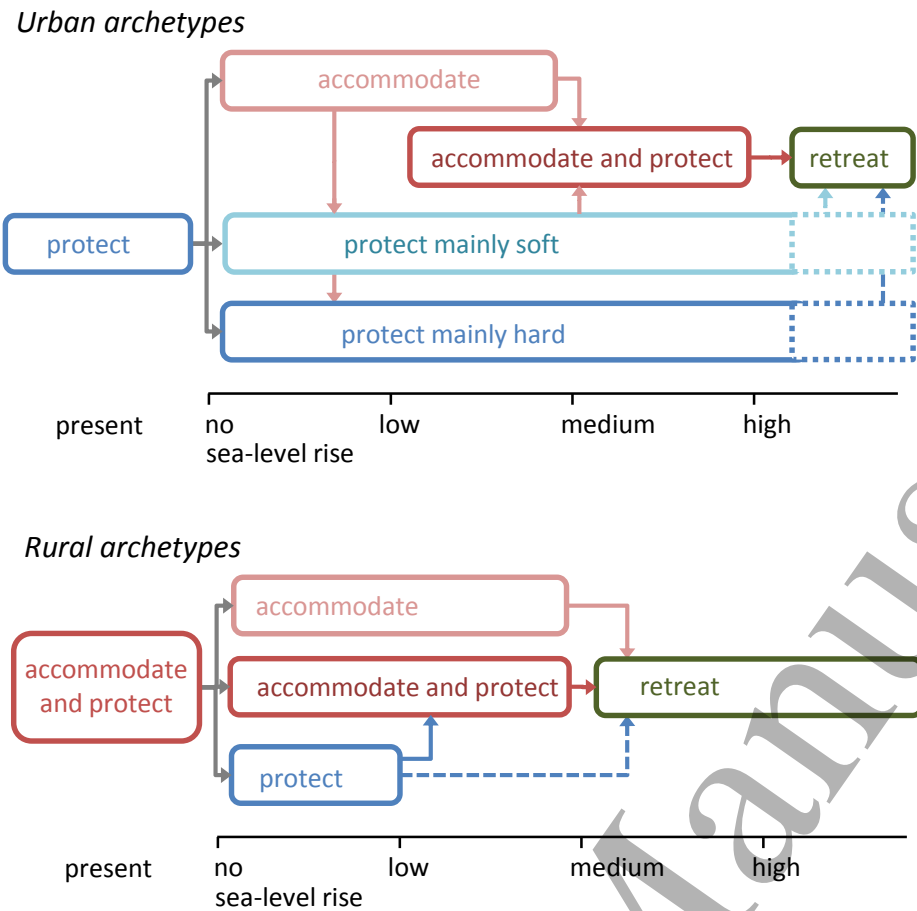 Urban archetypes
accommodate
accommodate and protect
retreat
protect
protect mainly soft
protect mainly hard
present
no
low
medium
high
sea-level rise
Rural archetypes
accommodate
accommodate
and protect
accommodate and protect
retreat
protect
present
no
low
medium
high
sea-level rise
Manus